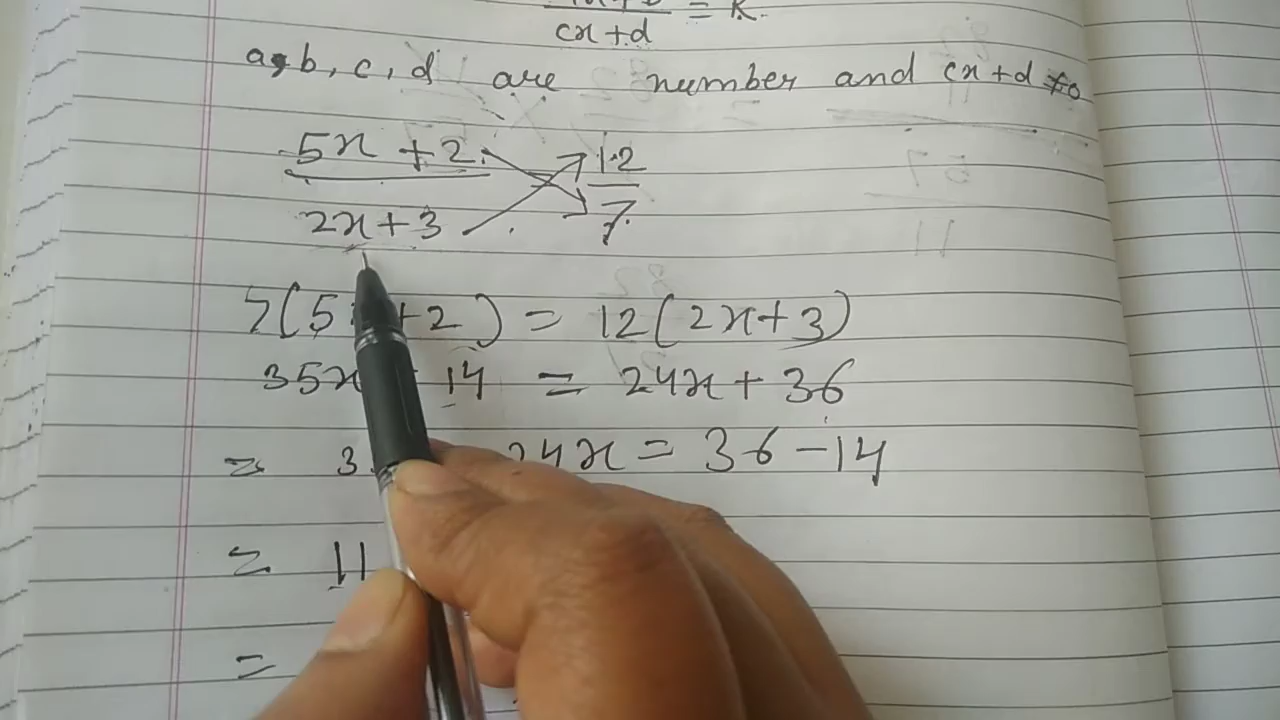 cx+d = K.
a, b, c, d are number and cx+d ≠0
5x + 2 12
2x+3 7
7(5 +2) = 12(2x+3)
35x 14 = 24x + 36
= 3 24x = 36 - 14
= 11
=